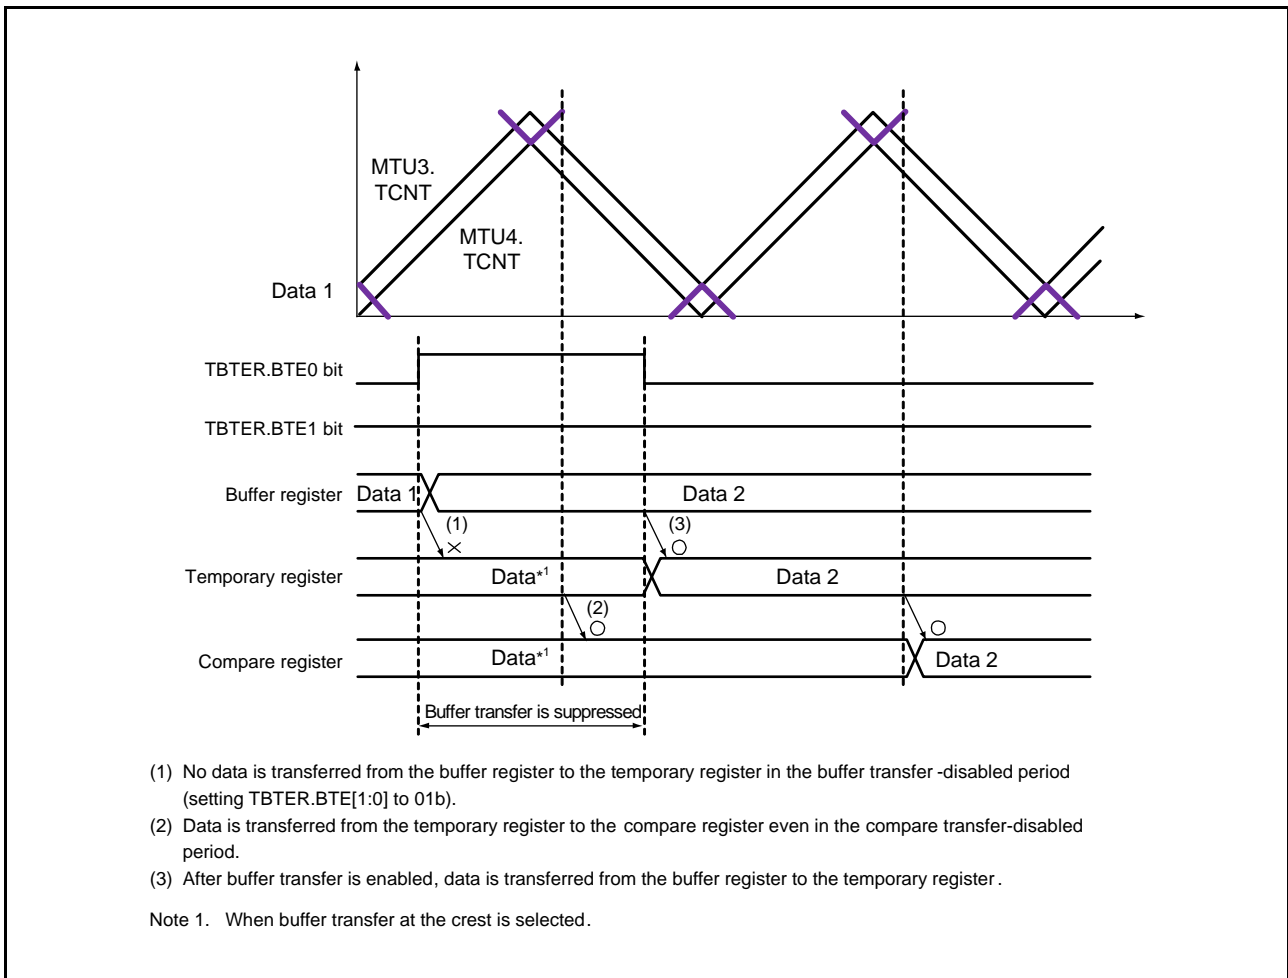 MTU3.
TCNT
MTU4.
TCNT
Data 1
TBTER.BTE0 bit
TBTER.BTE1 bit
Buffer register
Data 1
Data 2
(1)
(3)
Temporary register
Data*1
Data 2
(2)
Compare register
Data*1
Data 2
Buffer transfer is suppressed
(1) No data is transferred from the buffer register to the temporary register in the buffer transfer -disabled period
(setting TBTER.BTE[1:0] to 01b).
(2) Data is transferred from the temporary register to the compare register even in the compare transfer-disabled
period.
(3) After buffer transfer is enabled, data is transferred from the buffer register to the temporary register.
Note 1. When buffer transfer at the crest is selected.